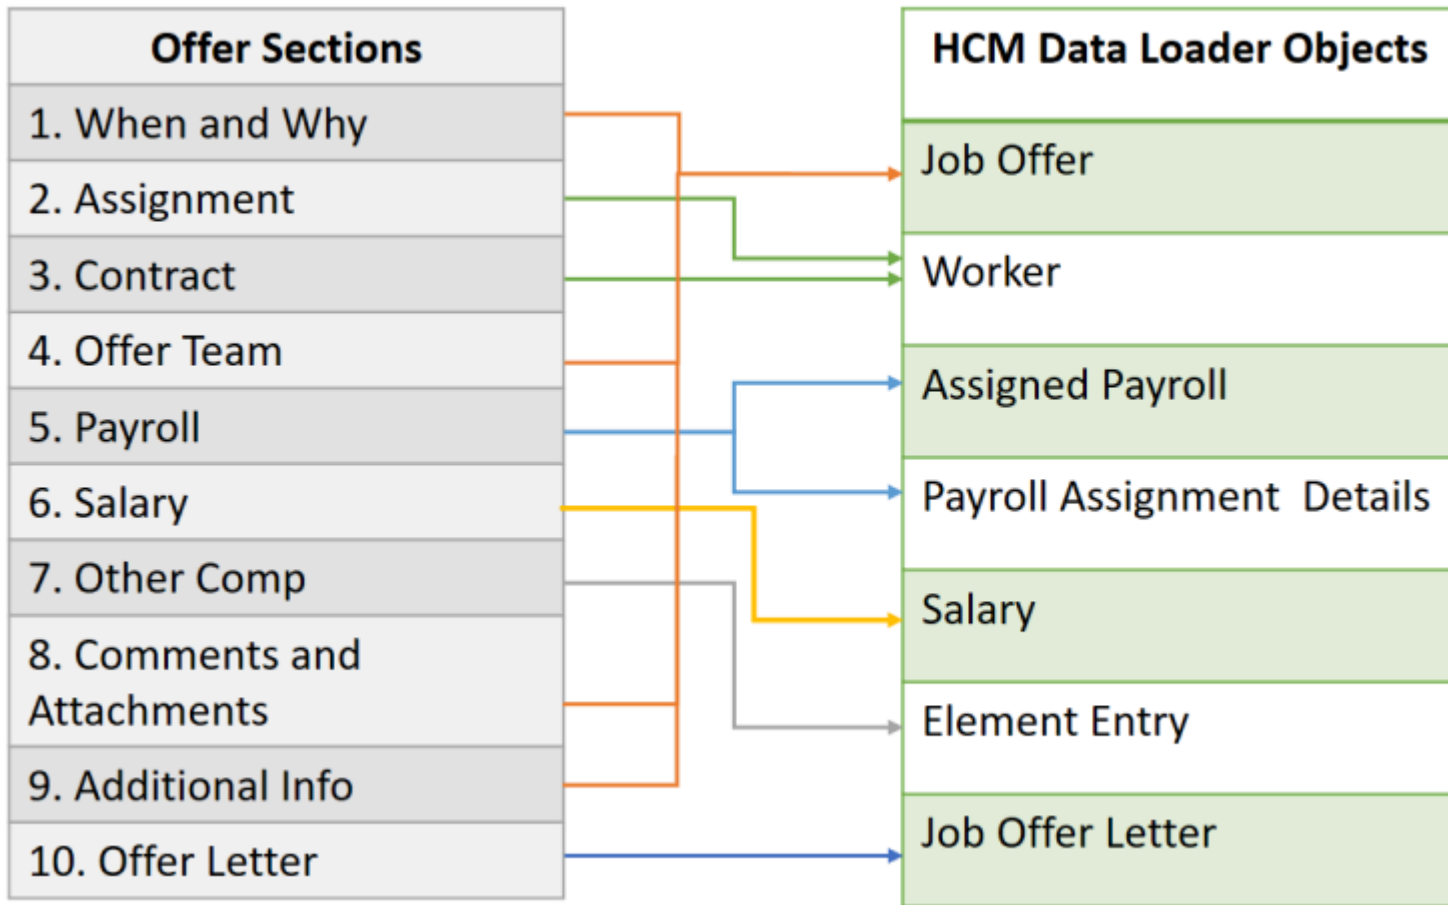 Offer Sections
1. When and Why
2. Assignment
3. Contract
4. Offer Team
5. Payroll
6. Salary
7. Other Comp
8. Comments and
Attachments
9. Additional Info
10. Offer Letter
HCM Data Loader Objects
Job Offer
Worker
Assigned Payroll
Payroll Assignment  Details
Salary
Element Entry
Job Offer Letter